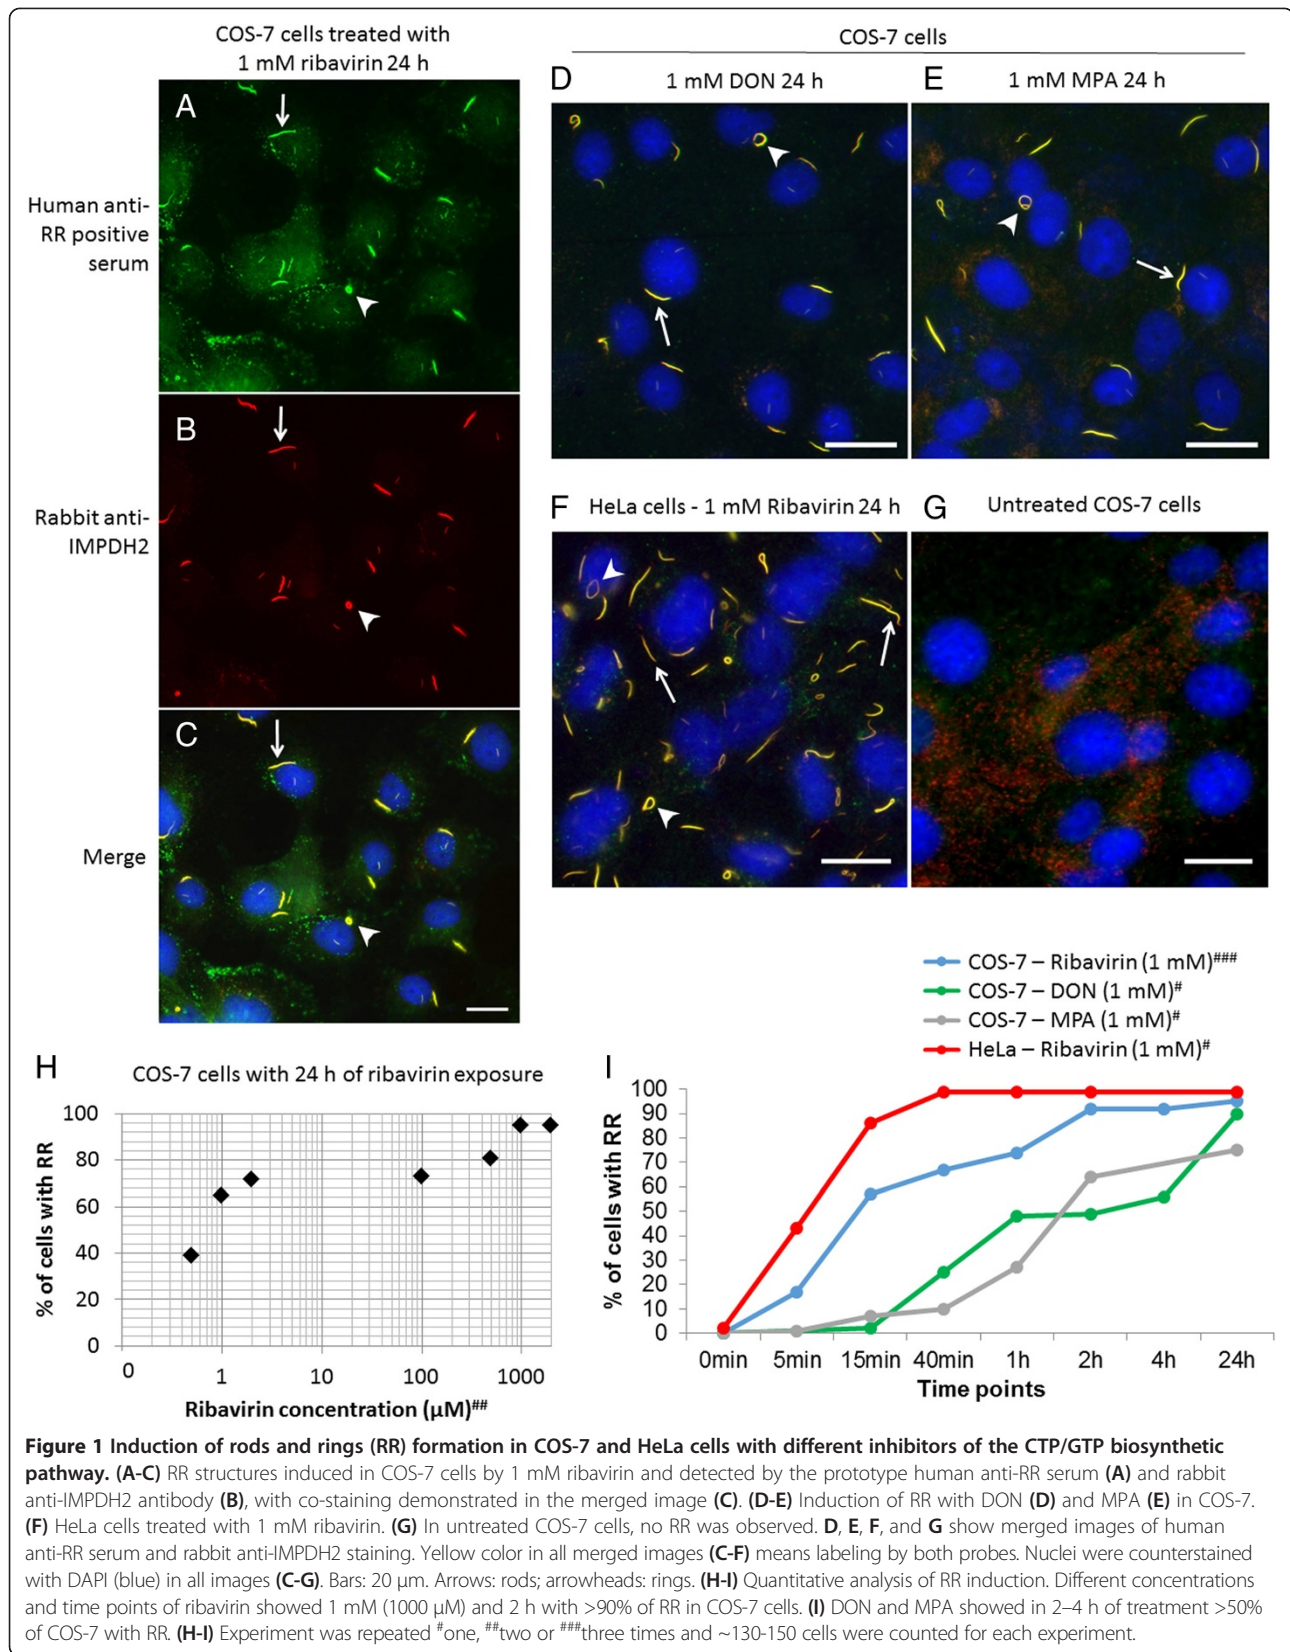 COS-7 cells treated with
1 mM ribavirin 24 h
A
Human anti-
RR positive
serum
B
Rabbit anti-
IMPDH2
C
Merge
COS-7 cells
D
1 mM DON 24 h
E
1 mM MPA 24 h
F
HeLa cells - 1 mM Ribavirin 24 h
G
Untreated COS-7 cells
H
COS-7 cells with 24 h of ribavirin exposure
% of cells with RR
100
80
60
40
20
0
0 1 10 100 1000
Ribavirin concentration (µM)##
I
COS-7 – Ribavirin (1 mM)###
COS-7 – DON (1 mM)#
COS-7 – MPA (1 mM)#
HeLa – Ribavirin (1 mM)#
% of cells with RR
100
90
80
70
60
50
40
30
20
10
0
0min 5min 15min 40min 1h 2h 4h 24h
Time points
Figure 1 Induction of rods and rings (RR) formation in COS-7 and HeLa cells with different inhibitors of the CTP/GTP biosynthetic
pathway. (A-C) RR structures induced in COS-7 cells by 1 mM ribavirin and detected by the prototype human anti-RR serum (A) and rabbit
anti-IMPDH2 antibody (B), with co-staining demonstrated in the merged image (C). (D-E) Induction of RR with DON (D) and MPA (E) in COS-7.
(F) HeLa cells treated with 1 mM ribavirin. (G) In untreated COS-7 cells, no RR was observed. D, E, F, and G show merged images of human
anti-RR serum and rabbit anti-IMPDH2 staining. Yellow color in all merged images (C-F) means labeling by both probes. Nuclei were counterstained
with DAPI (blue) in all images (C-G). Bars: 20 µm. Arrows: rods; arrowheads: rings. (H-I) Quantitative analysis of RR induction. Different concentrations
and time points of ribavirin showed 1 mM (1000 µM) and 2 h with >90% of RR in COS-7 cells. (I) DON and MPA showed in 2–4 h of treatment >50%
of COS-7 with RR. (H-I) Experiment was repeated #one, ##two or ###three times and ~130-150 cells were counted for each experiment.